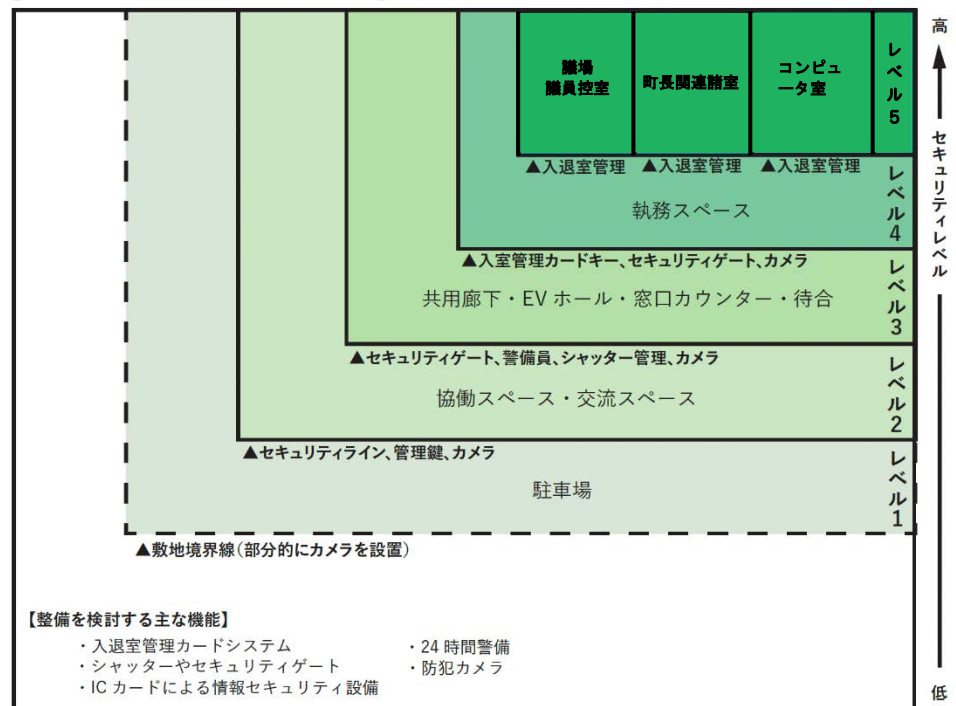 高
セキュリティレベル
低
議場
議員控室
町長関連諸室
コンピュ
ータ室
レベル5
▲入退室管理
▲入退室管理
▲入退室管理
執務スペース
レベル4
▲入室管理カードキー、セキュリティゲート、カメラ
共用廊下・EVホール・窓口カウンター・待合
レベル3
▲セキュリティゲート、警備員、シャッター管理、カメラ
協働スペース・交流スペース
レベル2
▲セキュリティライン、管理鍵、カメラ
駐車場
レベル1
▲敷地境界線(部分的にカメラを設置)
【整備を検討する主な機能】
・入退室管理カードシステム
・シャッターやセキュリティゲート
・ICカードによる情報セキュリティ設備
・24時間警備
・防犯カメラ